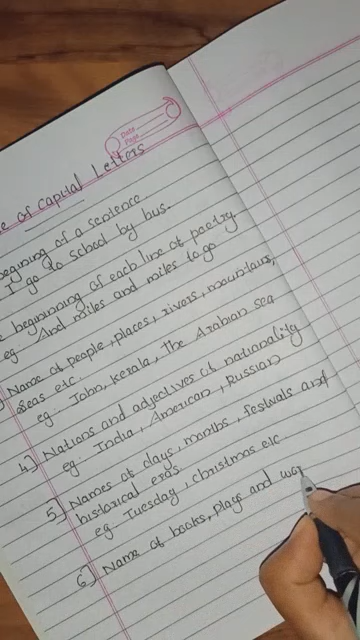 Date
Page
e of capital Letters
begining of a sentence
I go to school by bus.
e beginning of each line of poetry
eg And miles and miles to go
Name of people, places, rivers, mountains,
seas etc.
eg:- John, Kerala, The Arabian sea
4) Nations and adjectives of nationality
eg:- India, American, Russian
5) Names of days, months, festivals and
historical eras.
eg:- Tuesday, christmas etc
6) Name of books, plays and wor